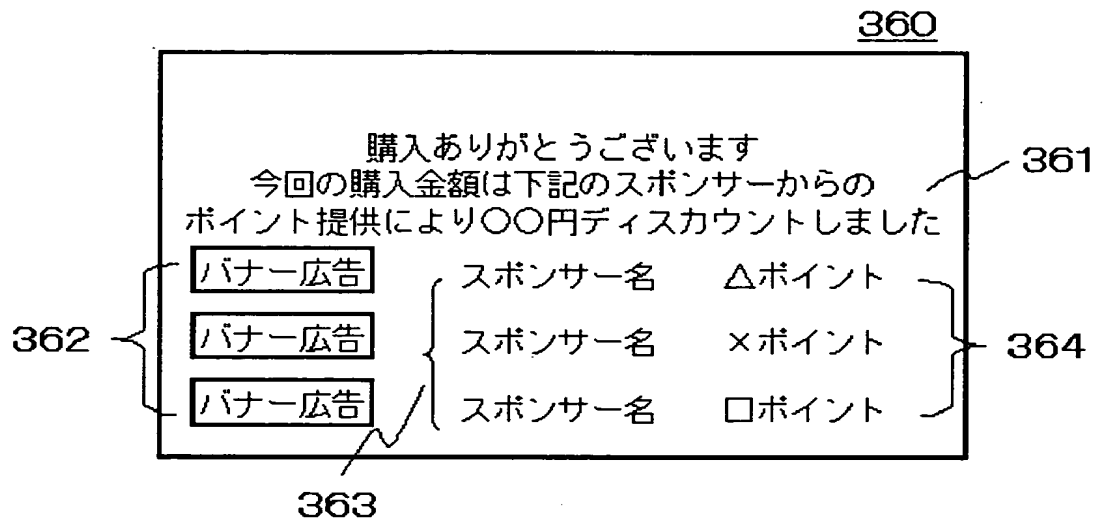 360
購入ありがとうございます
361
今回の購入金額は下記のスポンサーからの
ポイント提供により〇〇円ディスカウントしました
バナー広告 スポンサー名 △ポイント
362
バナー広告 スポンサー名 ×ポイント
364
バナー広告 スポンサー名 □ポイント
363